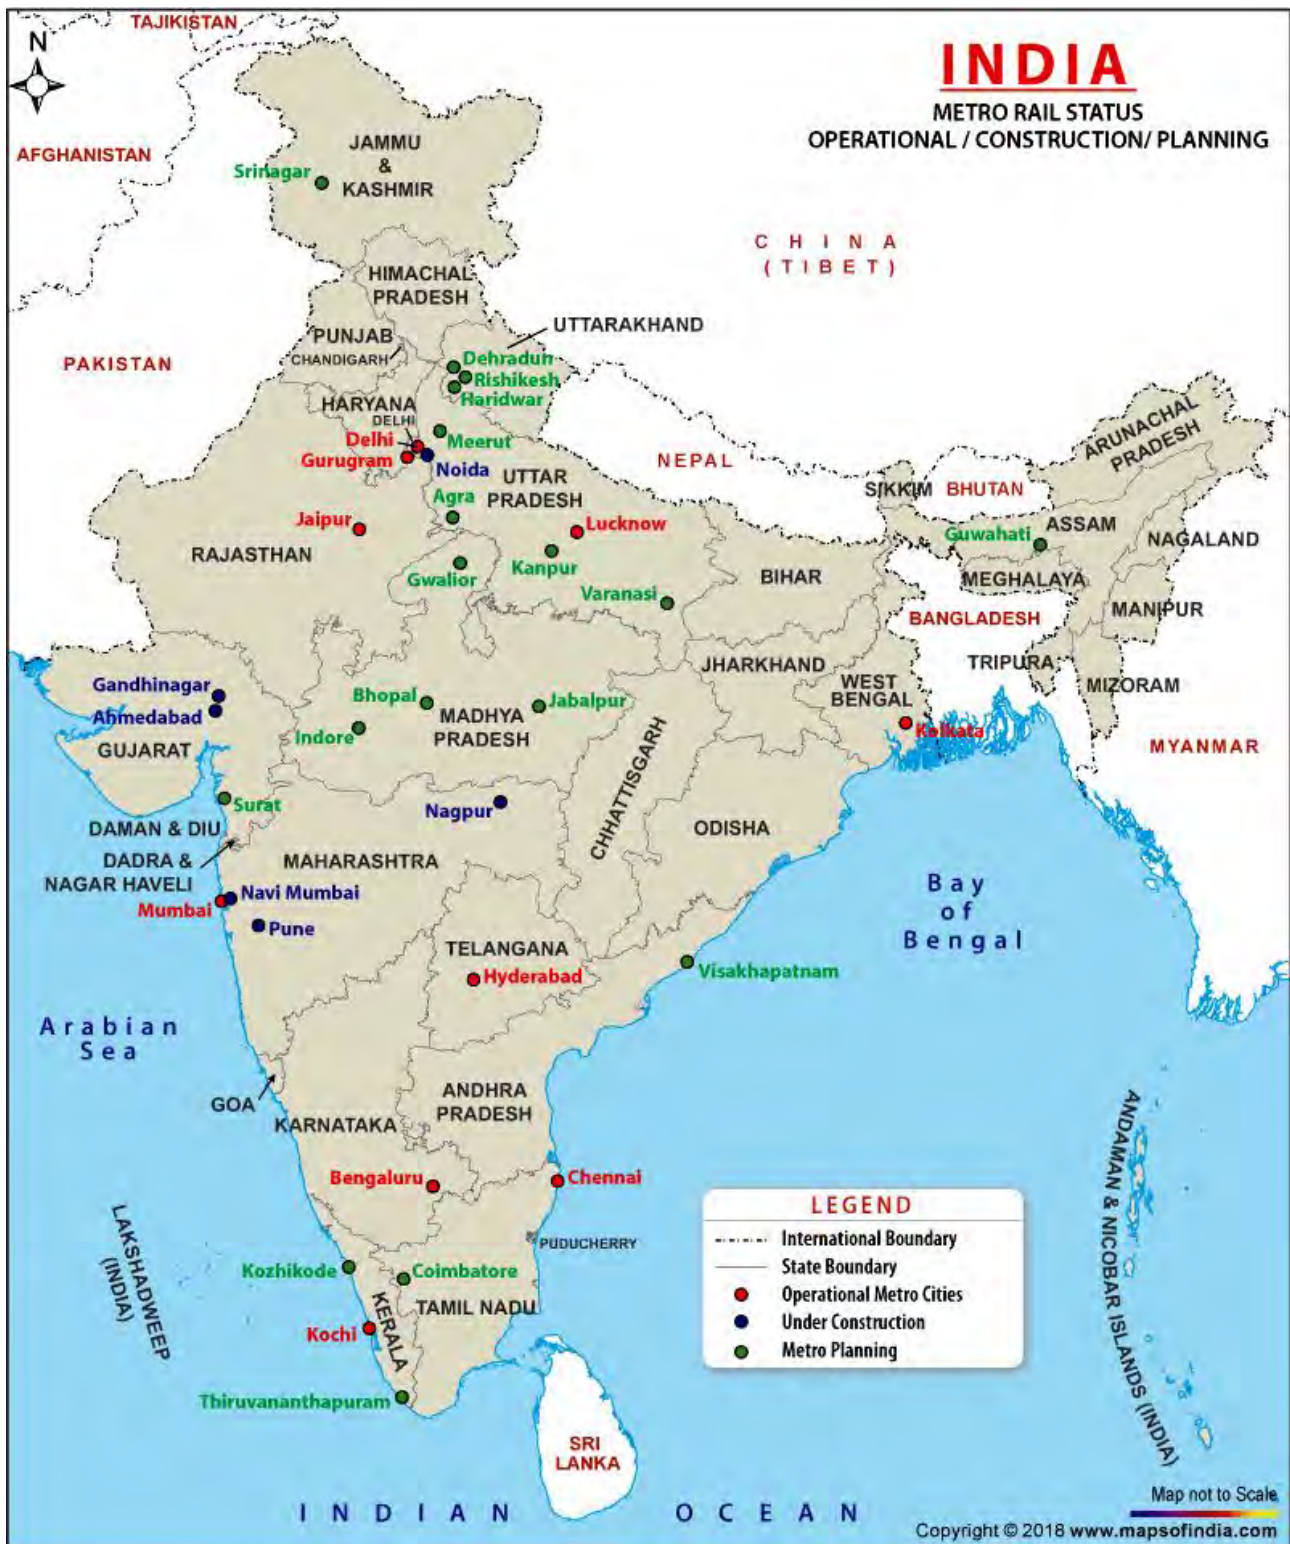 TAJIKISTAN
N
INDIA
METRO RAIL STATUS
OPERATIONAL / CONSTRUCTION/ PLANNING
AFGHANISTAN
JAMMU
&
KASHMIR
Srinagar
C H I N A
(TIBET)
HIMACHAL
PRADESH
UTTARAKHAND
PUNJAB
CHANDIGARH
PAKISTAN
Dehradun
Rishikesh
Haridwar
HARYANA
DELHI
Delhi
Meerut
Gurugram
Noida
NEPAL
UTTAR
PRADESH
ARUNACHAL
PRADESH
SIKKIM
BHUTAN
Agra
Jaipur
Lucknow
RAJASTHAN
Guwahati
ASSAM
NAGALAND
Gwalior
Kanpur
BIHAR
MEGHALAYA
Varanasi
MANIPUR
BANGLADESH
JHARKHAND
TRIPURA
WEST
BENGAL
MIZORAM
Gandhinagar
Ahmedabad
Bhopal
Jabalpur
MADHYA
PRADESH
Indore
Kolkata
GUJARAT
MYANMAR
CHHATTISGARH
Surat
Nagpur
ODISHA
DAMAN & DIU
DADRA &
NAGAR HAVELI
MAHARASHTRA
Navi Mumbai
Mumbai
Pune
Bay
of
Bengal
TELANGANA
Hyderabad
Visakhapatnam
Arabian
Sea
GOA
ANDHRA
PRADESH
KARNATAKA
Bengaluru
Chennai
ANDAMAN & NICOBAR ISLANDS (INDIA)
LAKSHADWEEP
(INDIA)
PUDUCHERRY
Kozhikode
Coimbatore
KERALA
TAMIL NADU
Kochi
Thiruvananthapuram
LEGEND
International Boundary
State Boundary
Operational Metro Cities
Under Construction
Metro Planning
SRI
LANKA
INDIAN OCEAN
Map not to Scale
Copyright © 2018 www.mapsofindia.com